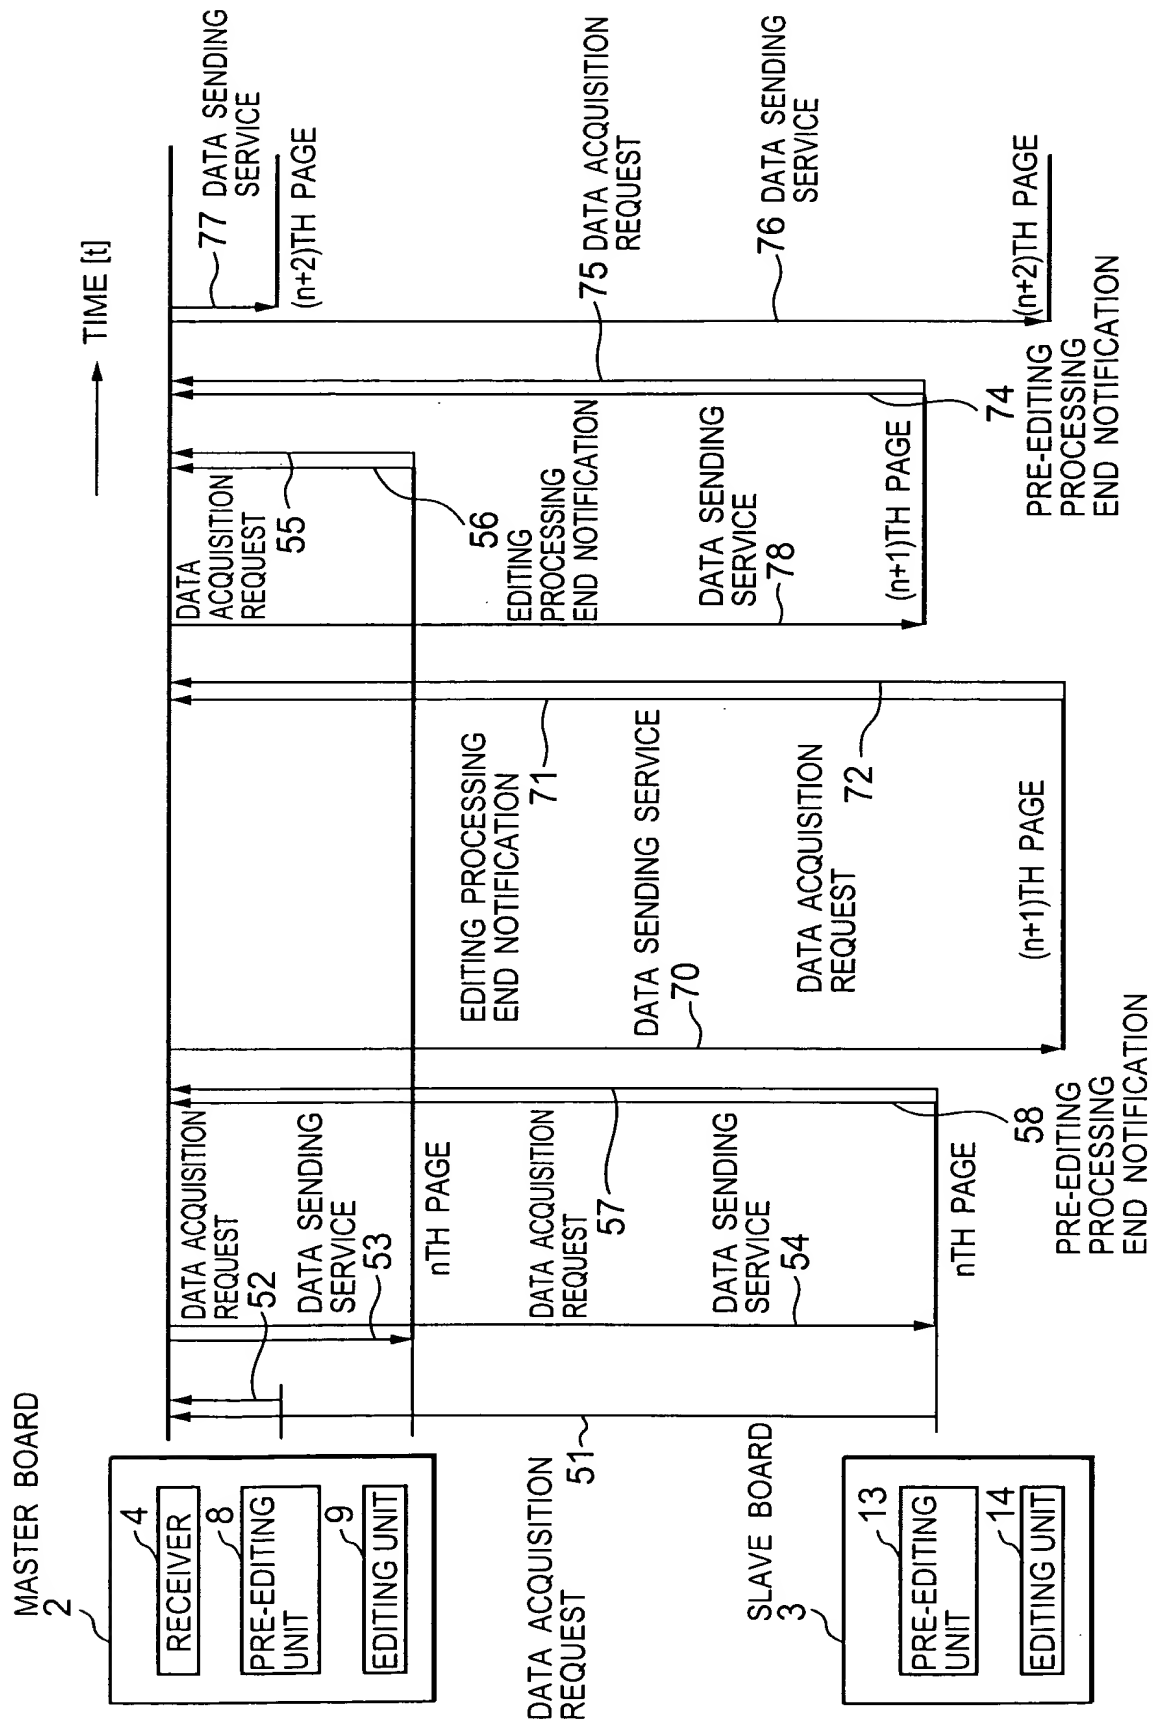 TIME [t]
MASTER BOARD
2
4
RECEIVER
8
PRE-EDITING
UNIT
9
EDITING UNIT
DATA ACQUISITION
REQUEST
51
SLAVE BOARD
3
13
PRE-EDITING
UNIT
14
EDITING UNIT
DATA ACQUISITION
REQUEST
52
DATA SENDING
SERVICE
53
nTH PAGE
DATA ACQUISITION
REQUEST
57
DATA SENDING
SERVICE
54
nTH PAGE
58
PRE-EDITING
PROCESSING
END NOTIFICATION
EDITING PROCESSING
END NOTIFICATION
71
DATA SENDING SERVICE
70
DATA ACQUISITION
REQUEST
72
(n+1)TH PAGE
DATA
ACQUISITION
REQUEST
55
56
EDITING
PROCESSING
END NOTIFICATION
DATA SENDING
SERVICE
78
(n+1)TH PAGE
74
PRE-EDITING
PROCESSING
END NOTIFICATION
77 DATA SENDING
SERVICE
(n+2)TH PAGE
75 DATA ACQUISITION
REQUEST
76 DATA SENDING
SERVICE
(n+2)TH PAGE